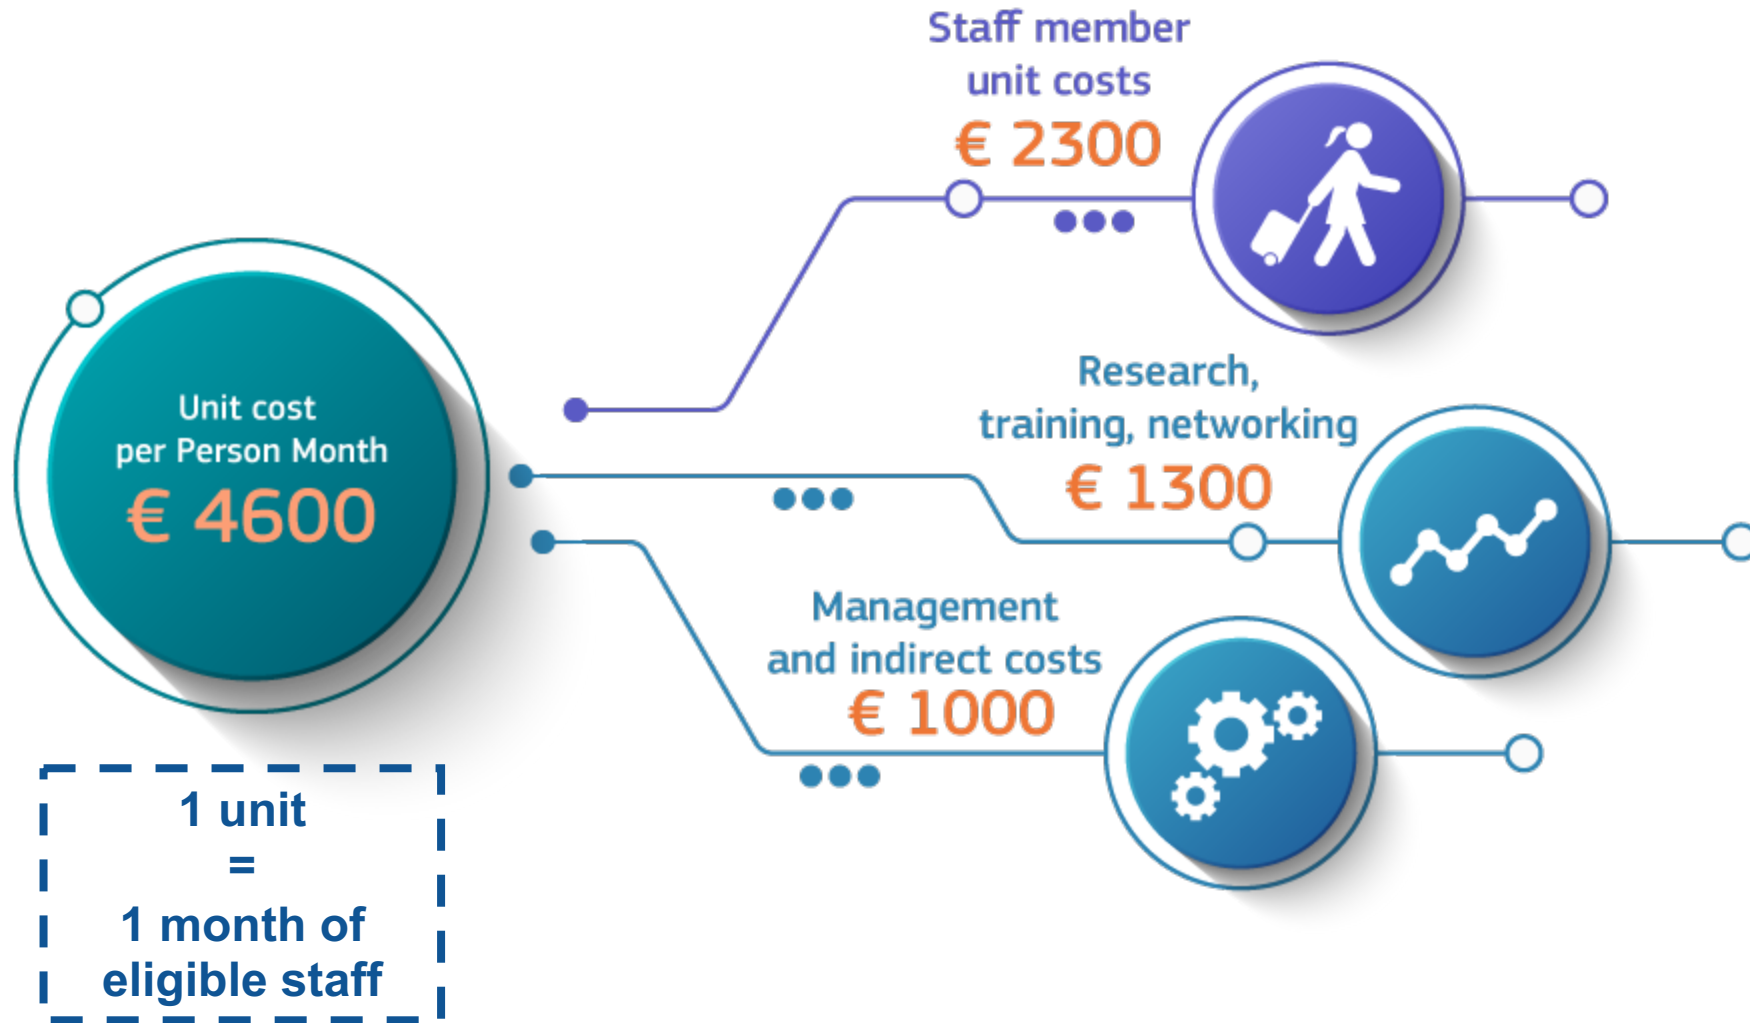 Staff member
unit costs
€ 2300
Research,
training, networking
€ 1300
Unit cost
per Person Month
€ 4600
Management
and indirect costs
€ 1000
1 unit
=
1 month of
eligible staff